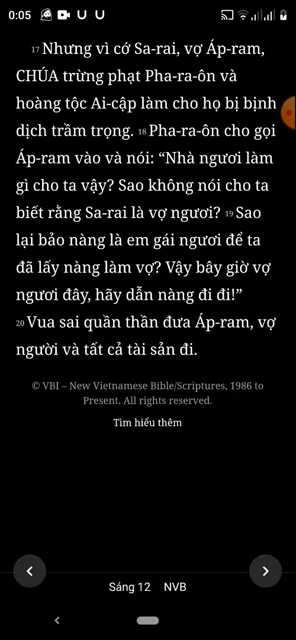 0:05
17 Nhưng vì cớ Sa-rai, vợ Áp-ram,
CHÚA trừng phạt Pha-ra-ôn và
hoàng tộc Ai-cập làm cho họ bị bịnh
dịch trầm trọng. 18 Pha-ra-ôn cho gọi
Áp-ram vào và nói: “Nhà ngươi làm
gì cho ta vậy? Sao không nói cho ta
biết rằng Sa-rai là vợ ngươi? 19 Sao
lại bảo nàng là em gái ngươi để ta
đã lấy nàng làm vợ? Vậy bây giờ vợ
ngươi đây, hãy dẫn nàng đi đi!”
20 Vua sai quần thần đưa Áp-ram, vợ
người và tất cả tài sản đi.
© VBI – New Vietnamese Bible/Scriptures, 1986 to
Present. All rights reserved.
Tìm hiểu thêm
Sáng 12 NVB